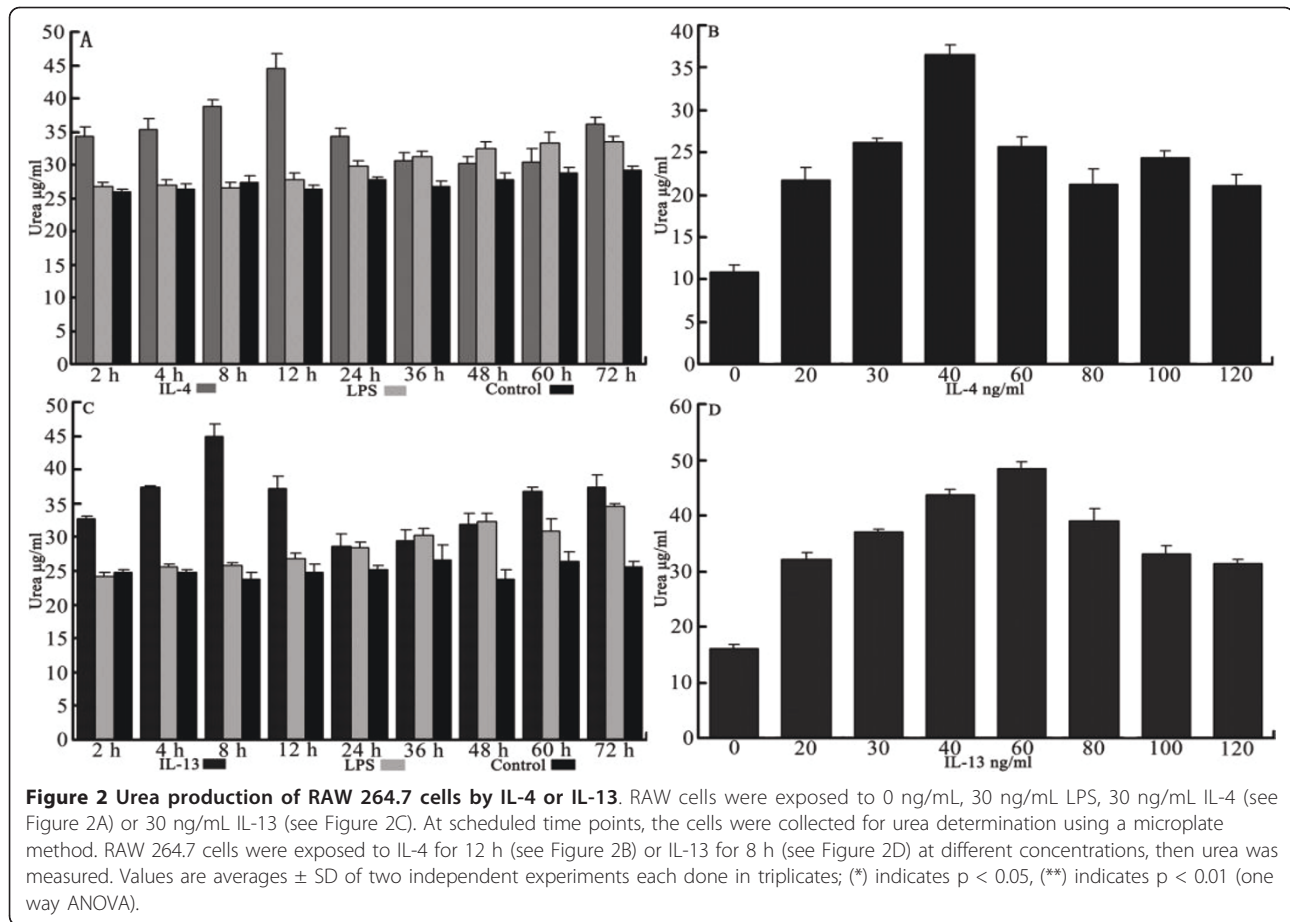 A
50
45
40
35
30
25
20
15
10
5
0
Urea µg/ml
2 h 4 h 8 h 12 h 24 h 36 h 48 h 60 h 72 h
IL-4 LPS Control
B
40
35
30
25
20
15
10
5
0
Urea µg/ml
0 20 30 40 60 80 100 120
IL-4 ng/ml
C
50
45
40
35
30
25
20
15
10
5
0
Urea µg/ml
2 h 4 h 8 h 12 h 24 h 36 h 48 h 60 h 72 h
IL-13 LPS Control
D
60
50
40
30
20
10
0
Urea µg/ml
0 20 30 40 60 80 100 120
IL-13 ng/ml
Figure 2 Urea production of RAW 264.7 cells by IL-4 or IL-13. RAW cells were exposed to 0 ng/mL, 30 ng/mL LPS, 30 ng/mL IL-4 (see
Figure 2A) or 30 ng/mL IL-13 (see Figure 2C). At scheduled time points, the cells were collected for urea determination using a microplate
method. RAW 264.7 cells were exposed to IL-4 for 12 h (see Figure 2B) or IL-13 for 8 h (see Figure 2D) at different concentrations, then urea was
measured. Values are averages ± SD of two independent experiments each done in triplicates; (*) indicates p < 0.05, (**) indicates p < 0.01 (one
way ANOVA).